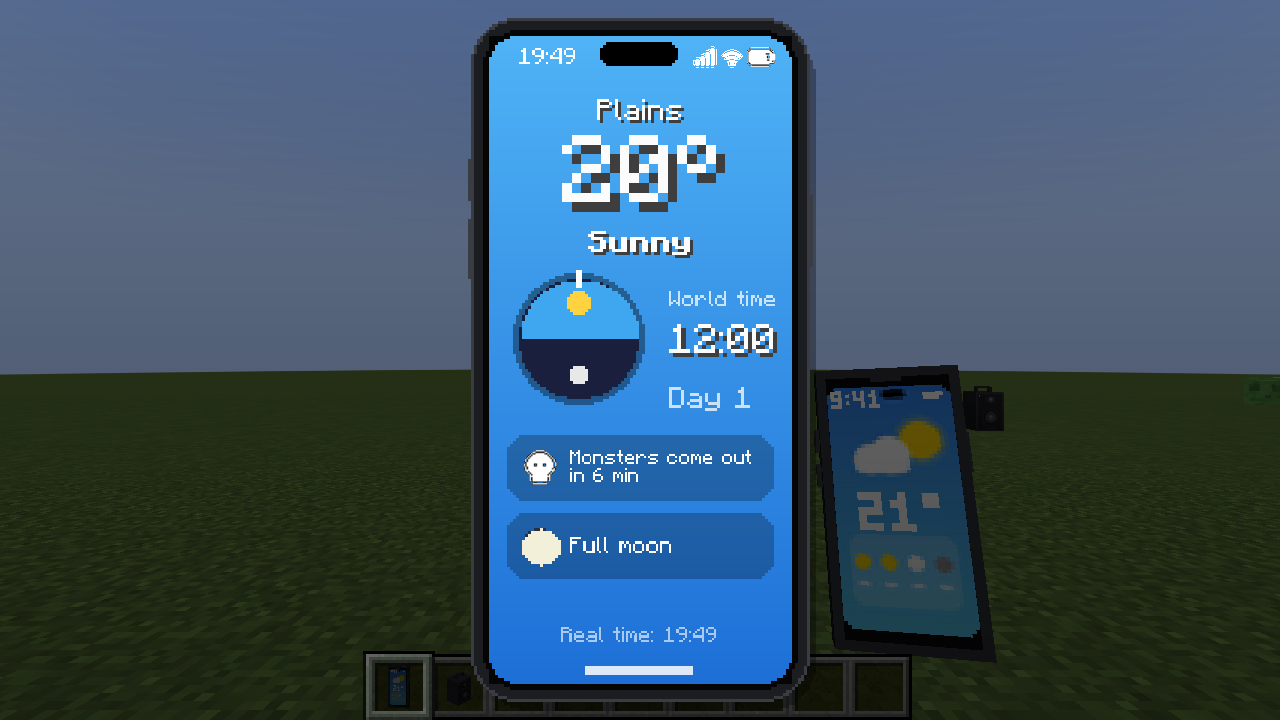 19:49
Plains
20°
Sunny
World time
12:00
Day 1
Monsters come out
in 6 min
Full moon
Real time: 19:49
9:41
21°